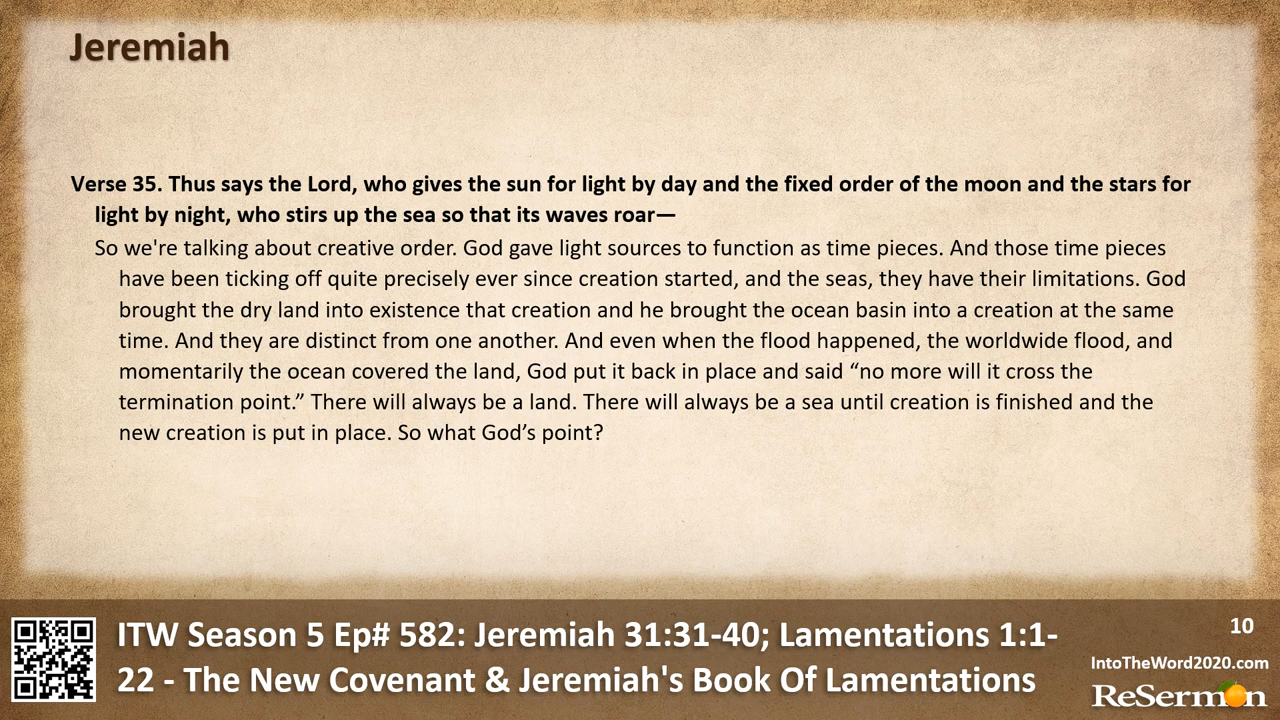 Jeremiah
Verse 35. Thus says the Lord, who gives the sun for light by day and the fixed order of the moon and the stars for
light by night, who stirs up the sea so that its waves roar—
So we're talking about creative order. God gave light sources to function as time pieces. And those time pieces
have been ticking off quite precisely ever since creation started, and the seas, they have their limitations. God
brought the dry land into existence that creation and he brought the ocean basin into a creation at the same
time. And they are distinct from one another. And even when the flood happened, the worldwide flood, and
momentarily the ocean covered the land, God put it back in place and said “no more will it cross the
termination point.” There will always be a land. There will always be a sea until creation is finished and the
new creation is put in place. So what God’s point?
ITW Season 5 Ep# 582: Jeremiah 31:31-40; Lamentations 1:1-
22 - The New Covenant & Jeremiah's Book Of Lamentations
10
IntoTheWord2020.com
ReSermon